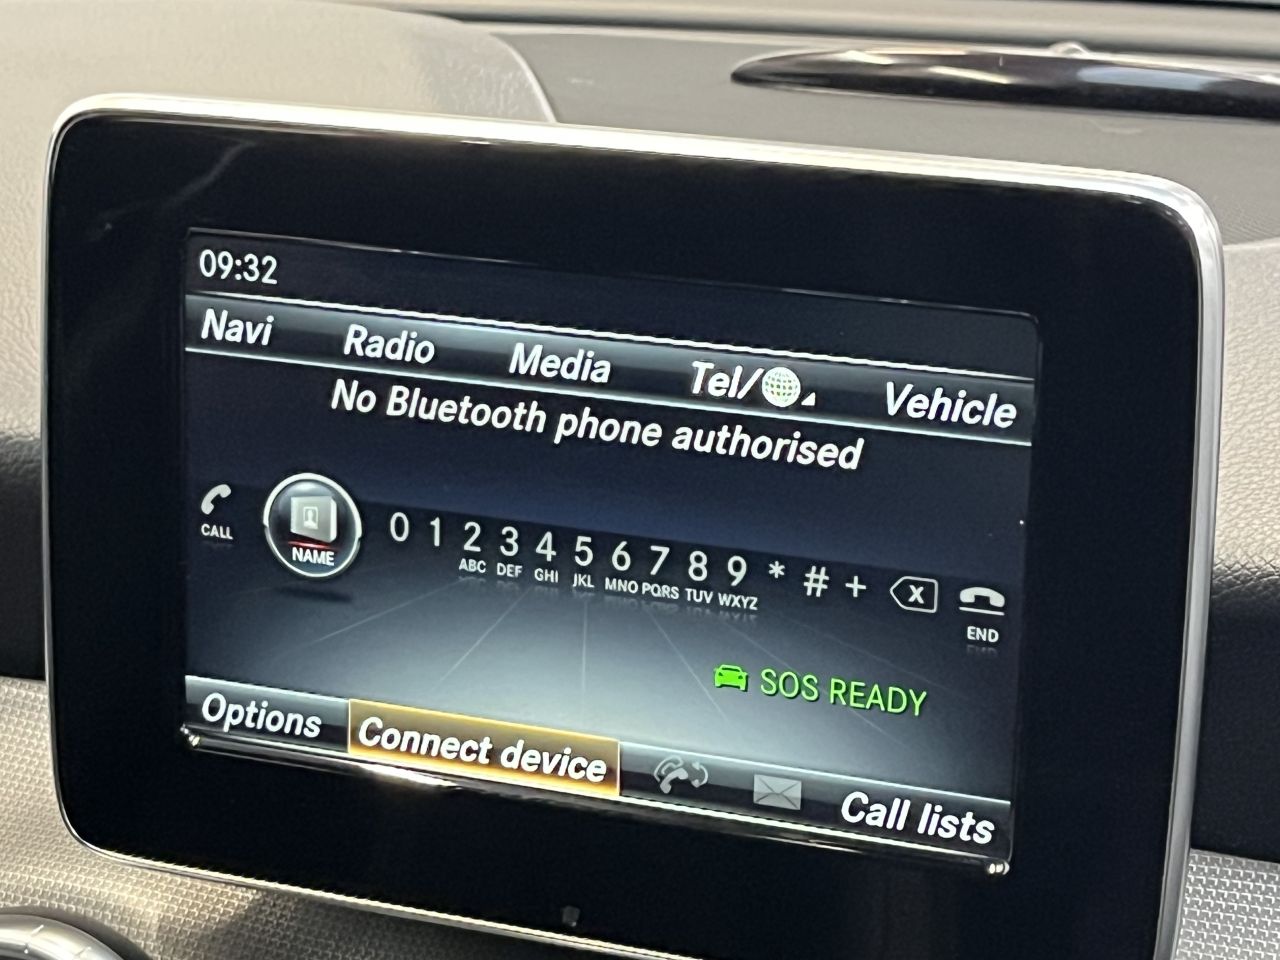 09:32
Navi Radio Media Tel/ Vehicle
No Bluetooth phone authorised
CALL
NAME
0 1 2 3 4 5 6 7 8 9 * # +
ABC DEF GHI JKL MNO PQRS TUV WXYZ
X
END
SOS READY
Options Connect device Call lists